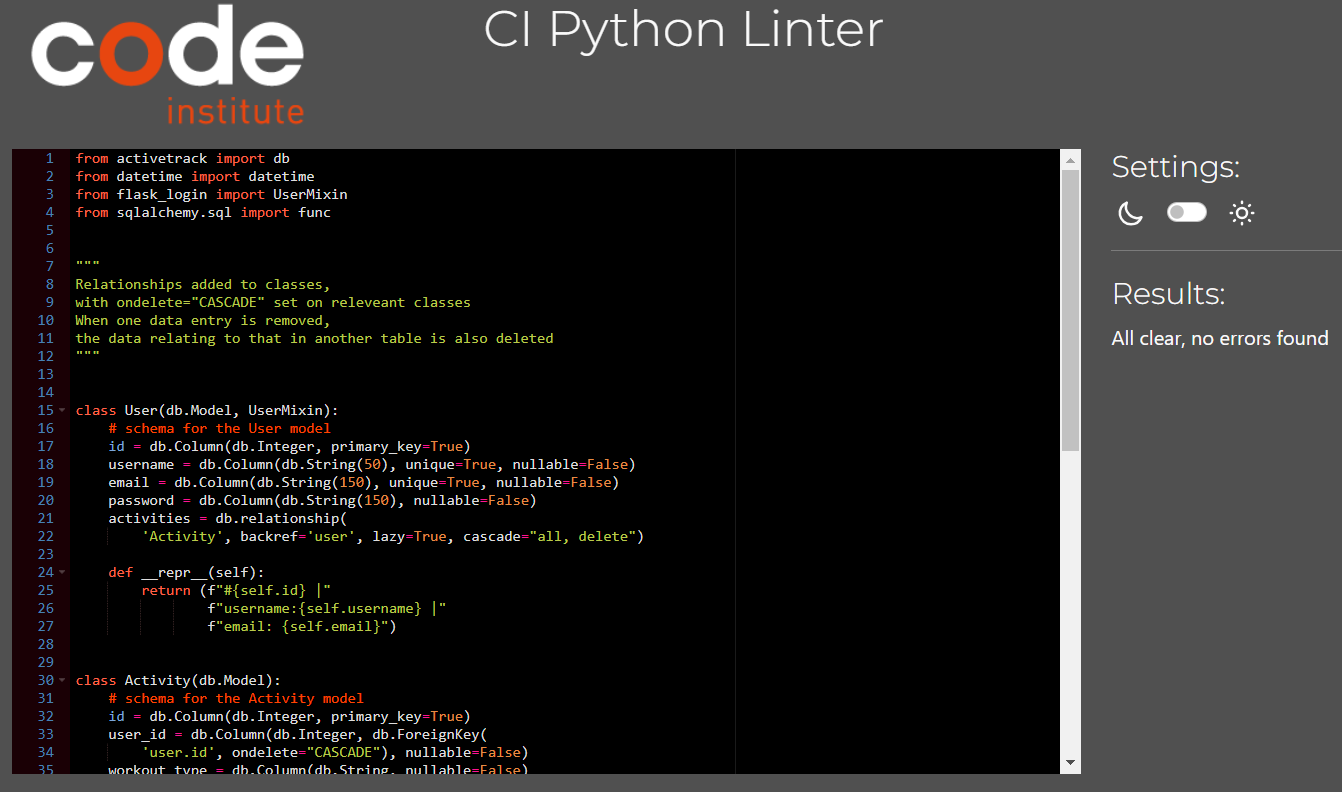 code
institute
CI Python Linter
1 from activetrack import db
2 from datetime import datetime
3 from flask_login import UserMixin
4 from sqlalchemy.sql import func
5
6
7 """
8 Relationships added to classes,
9 with ondelete="CASCADE" set on releveant classes
10 When one data entry is removed,
11 the data relating to that in another table is also deleted
12 """
13
14
15 class User(db.Model, UserMixin):
16     # schema for the User model
17     id = db.Column(db.Integer, primary_key=True)
18     username = db.Column(db.String(50), unique=True, nullable=False)
19     email = db.Column(db.String(150), unique=True, nullable=False)
20     password = db.Column(db.String(150), nullable=False)
21     activities = db.relationship(
22         'Activity', backref='user', lazy=True, cascade="all, delete")
23
24     def __repr__(self):
25         return (f"#{self.id} |"
26                 f"username:{self.username} |"
27                 f"email: {self.email}")
28
29
30 class Activity(db.Model):
31     # schema for the Activity model
32     id = db.Column(db.Integer, primary_key=True)
33     user_id = db.Column(db.Integer, db.ForeignKey(
34         'user.id', ondelete="CASCADE"), nullable=False)
35     workout_type = db.Column(db.String, nullable=False)
Settings:
Results:
All clear, no errors found